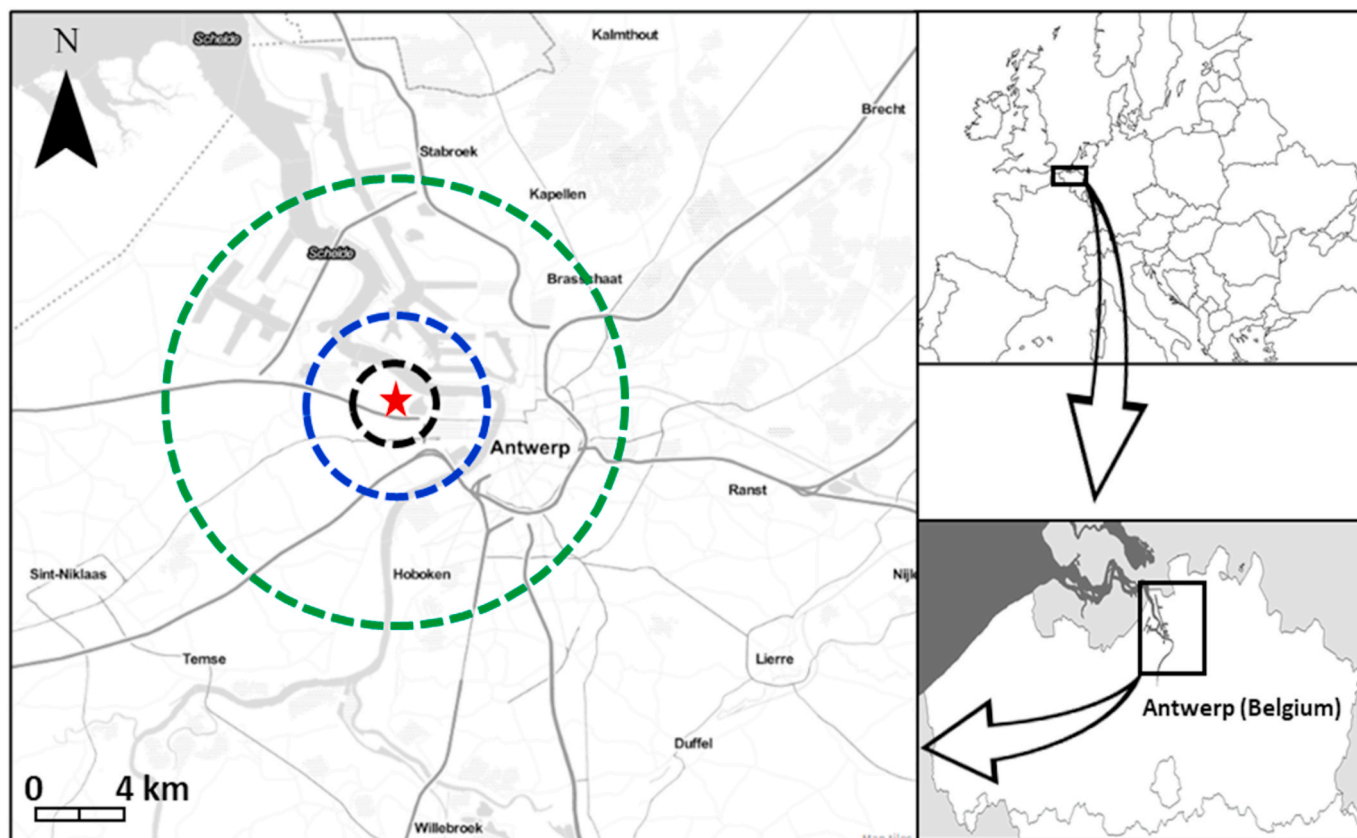 Schelde
N
Kalmthout
Brecht
Stabroek
Kapellen
Schelde
Brasschaat
Antwerp
Ranst
Sint-Niklaas
Hoboken
Temse
Lierre
Duffel
0 4 km
Willebroek
Antwerp (Belgium)